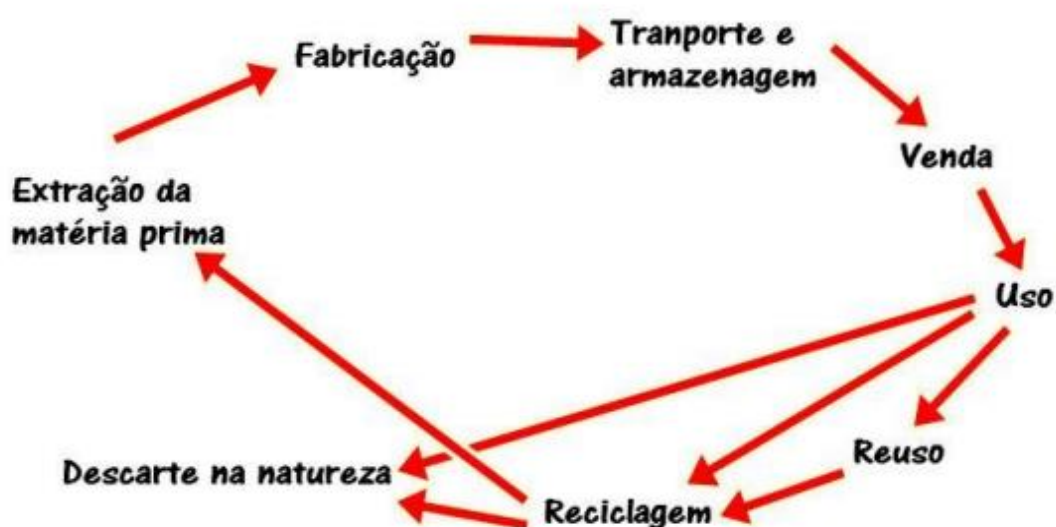 Fabricação
Tranporte e
armazenagem
Venda
Extração da
matéria prima
Uso
Reuso
Descarte na natureza
Reciclagem